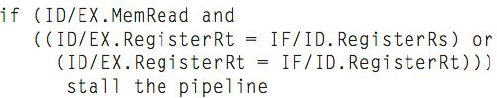 if (ID/EX.MemRead and
((ID/EX.RegisterRt = IF/ID.RegisterRs) or
(ID/EX.RegisterRt = IF/ID.RegisterRt)))
stall the pipeline